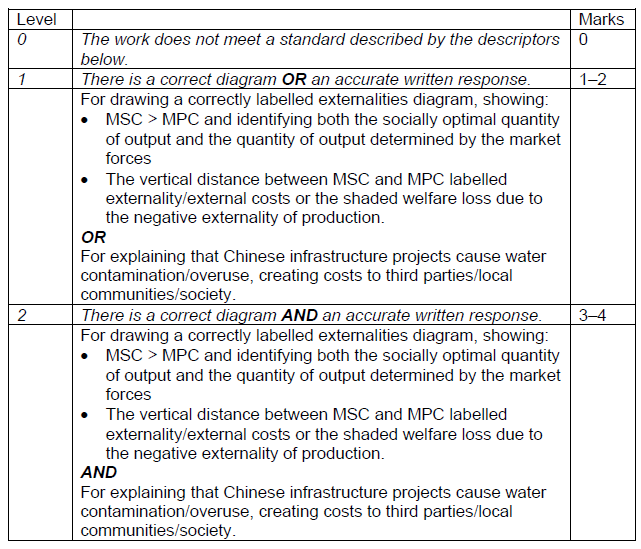 Level Marks
0 The work does not meet a standard described by the descriptors 0
below.
1 There is a correct diagram OR an accurate written response. 1–2
For drawing a correctly labelled externalities diagram, showing:
• MSC > MPC and identifying both the socially optimal quantity
of output and the quantity of output determined by the market
forces
• The vertical distance between MSC and MPC labelled
externality/external costs or the shaded welfare loss due to
the negative externality of production.
OR
For explaining that Chinese infrastructure projects cause water
contamination/overuse, creating costs to third parties/local
communities/society.
2 There is a correct diagram AND an accurate written response. 3–4
For drawing a correctly labelled externalities diagram, showing:
• MSC > MPC and identifying both the socially optimal quantity
of output and the quantity of output determined by the market
forces
• The vertical distance between MSC and MPC labelled
externality/external costs or the shaded welfare loss due to
the negative externality of production.
AND
For explaining that Chinese infrastructure projects cause water
contamination/overuse, creating costs to third parties/local
communities/society.